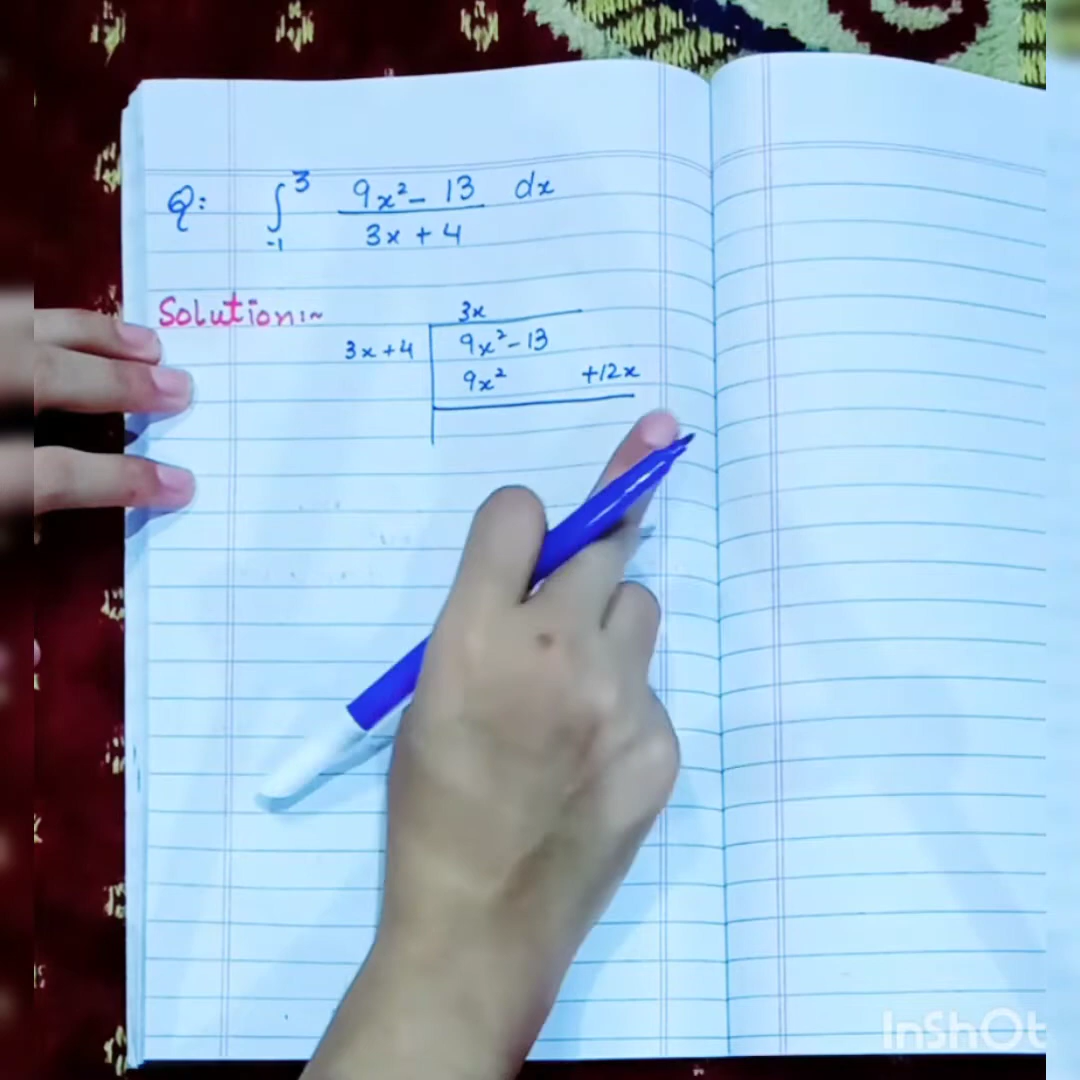 Q: ∫₋₁³ (9x² - 13)/(3x + 4) dx
Solution:~
3x
3x + 4 | 9x² - 13
9x² +12x
InShOt